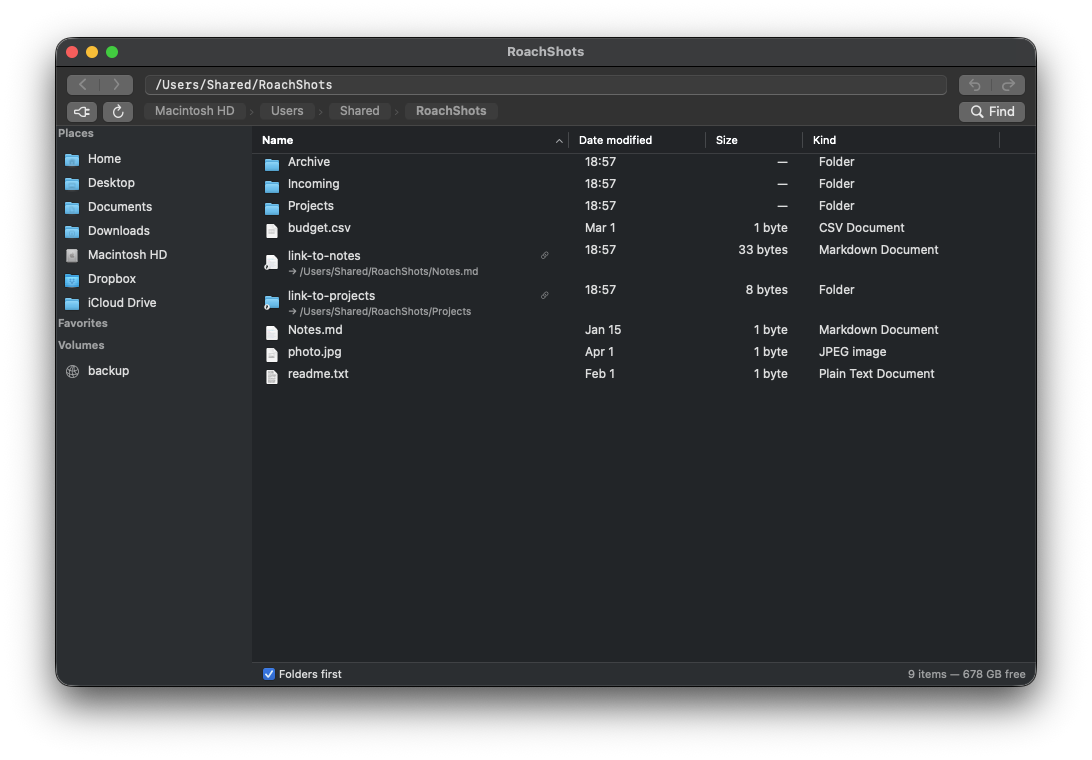 RoachShots
/Users/Shared/RoachShots
Macintosh HD › Users › Shared › RoachShots
Find
Places
Home
Desktop
Documents
Downloads
Macintosh HD
Dropbox
iCloud Drive
Favorites
Volumes
backup
Name Date modified Size Kind
Archive 18:57 — Folder
Incoming 18:57 — Folder
Projects 18:57 — Folder
budget.csv Mar 1 1 byte CSV Document
link-to-notes 18:57 33 bytes Markdown Document
→ /Users/Shared/RoachShots/Notes.md
link-to-projects 18:57 8 bytes Folder
→ /Users/Shared/RoachShots/Projects
Notes.md Jan 15 1 byte Markdown Document
photo.jpg Apr 1 1 byte JPEG image
readme.txt Feb 1 1 byte Plain Text Document
Folders first
9 items — 678 GB free